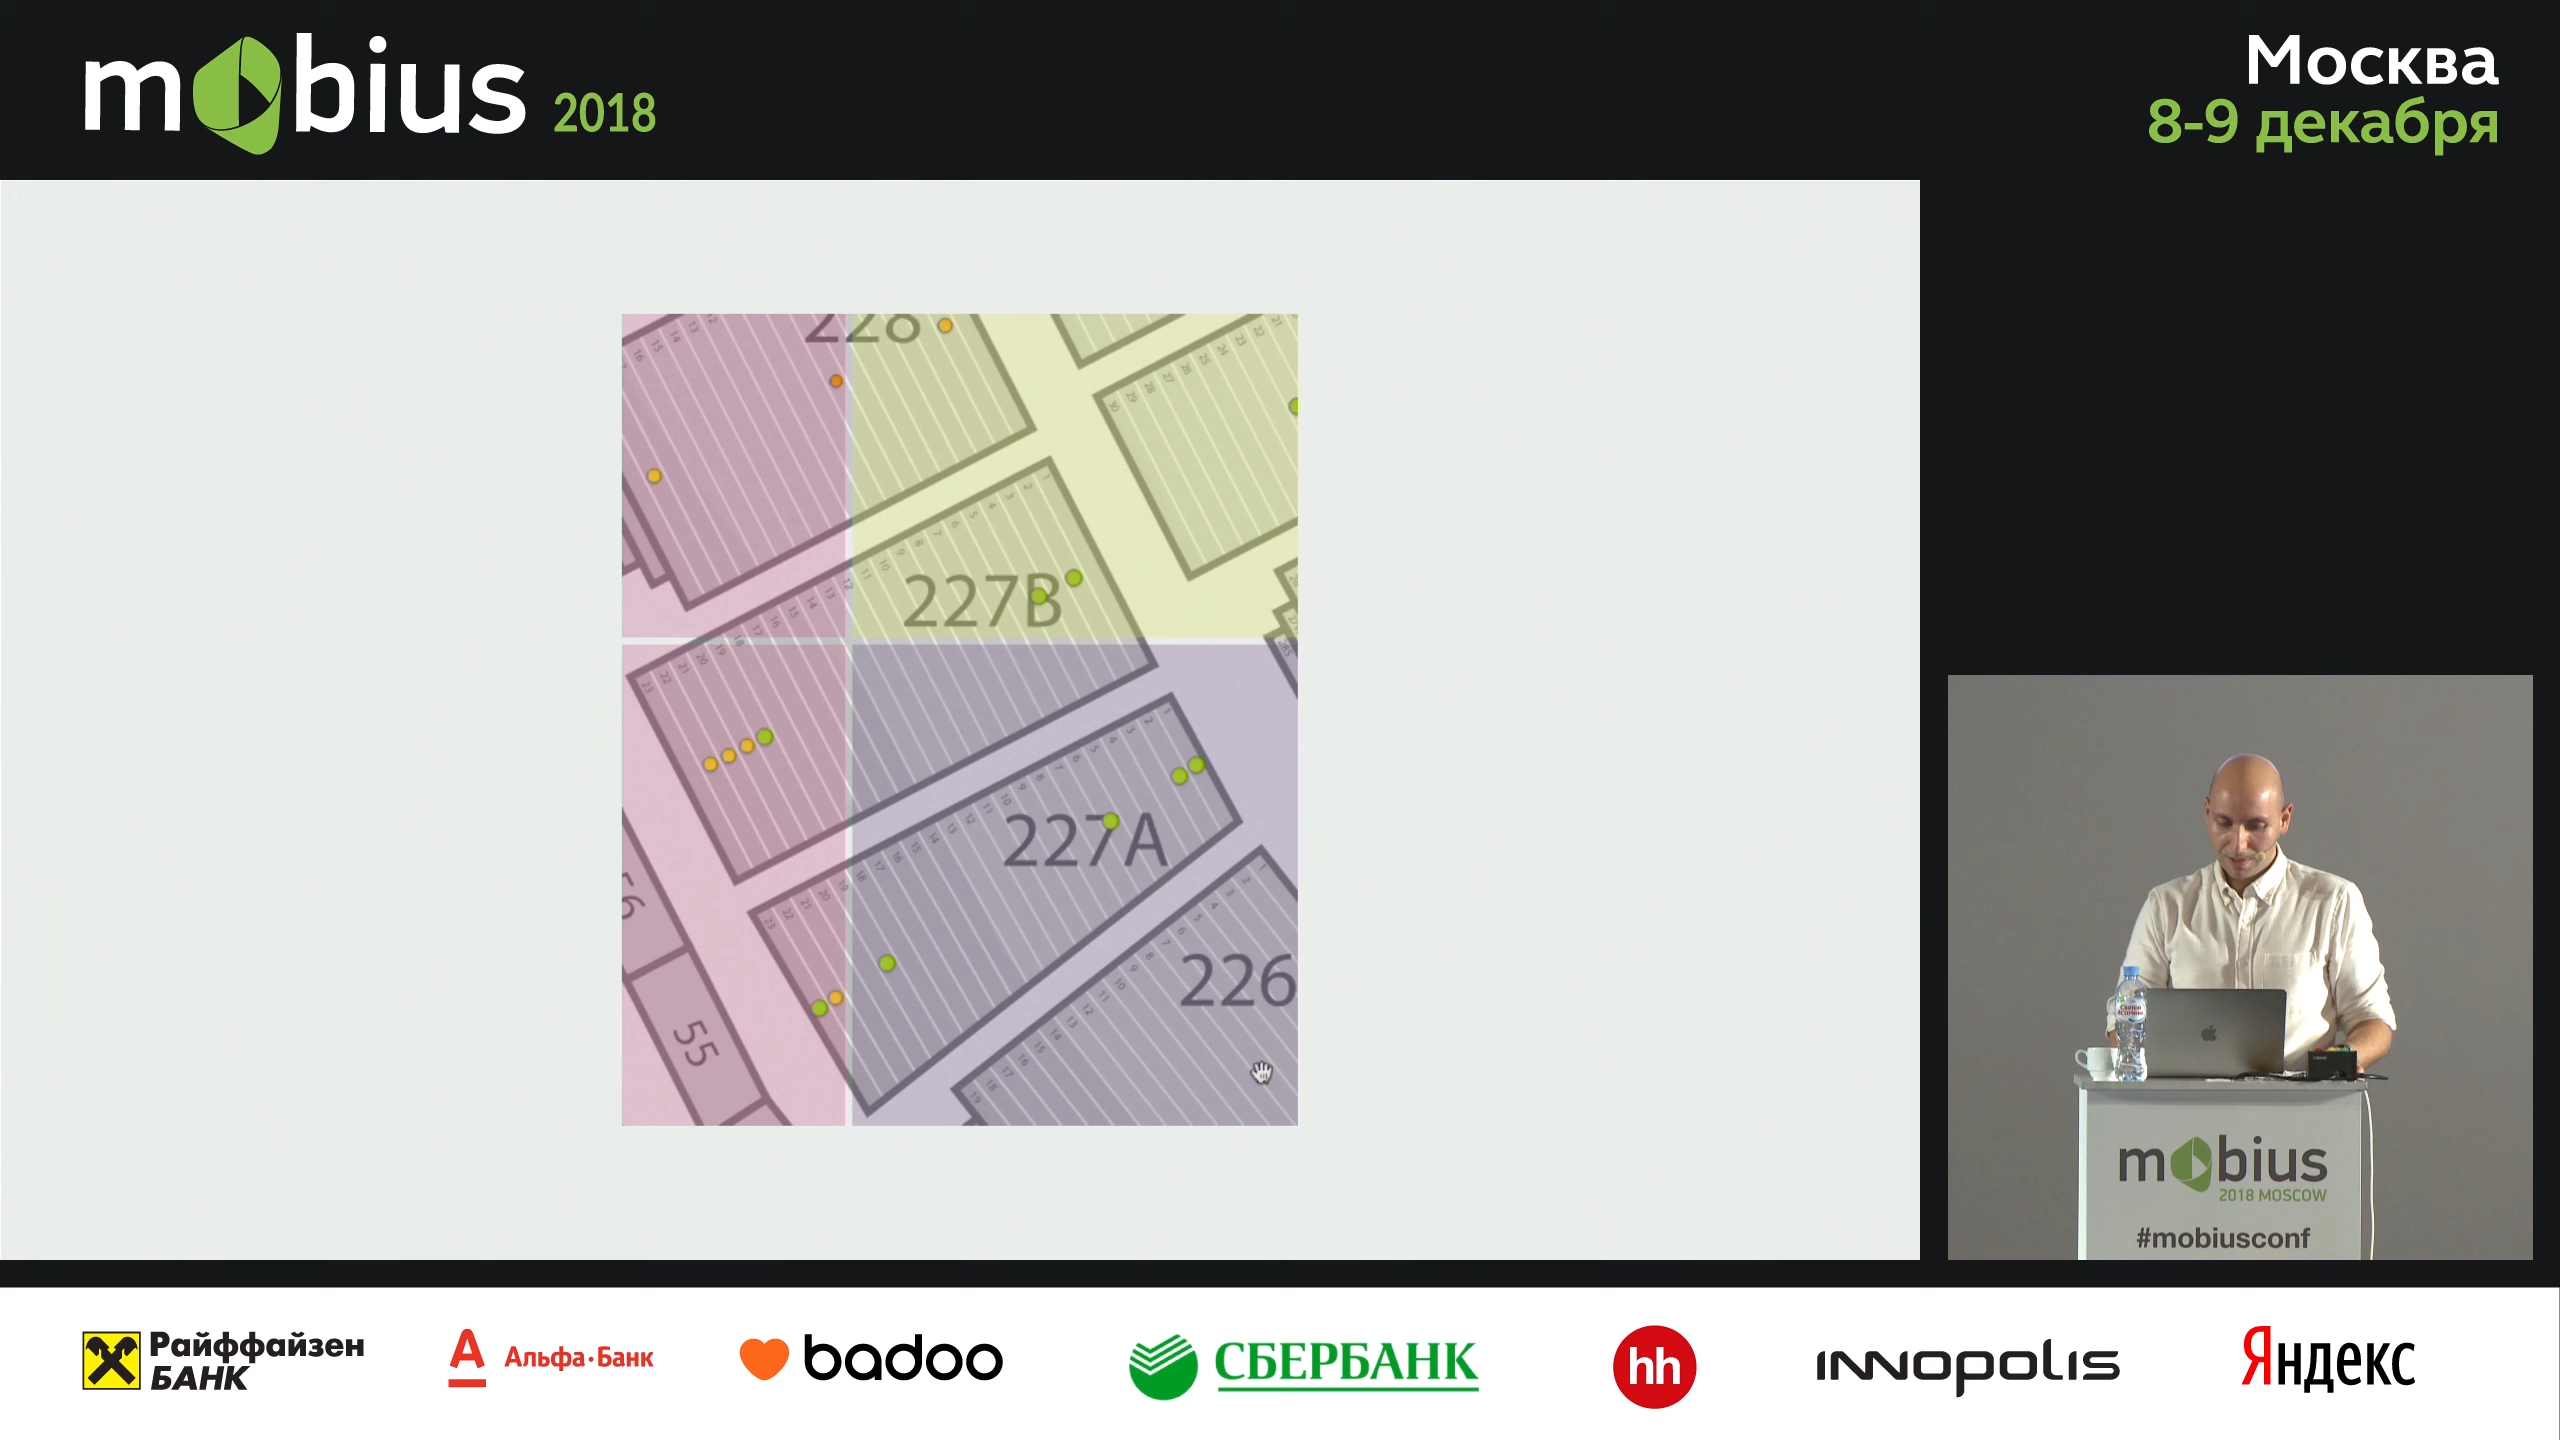 mobius 2018
Москва
8-9 декабря
228
227B
227A
226
55
mobius
2018 MOSCOW
#mobiusconf
Райффайзен
БАНК
Альфа·Банк
badoo
СБЕРБАНК
hh
INNOPOLIS
Яндекс